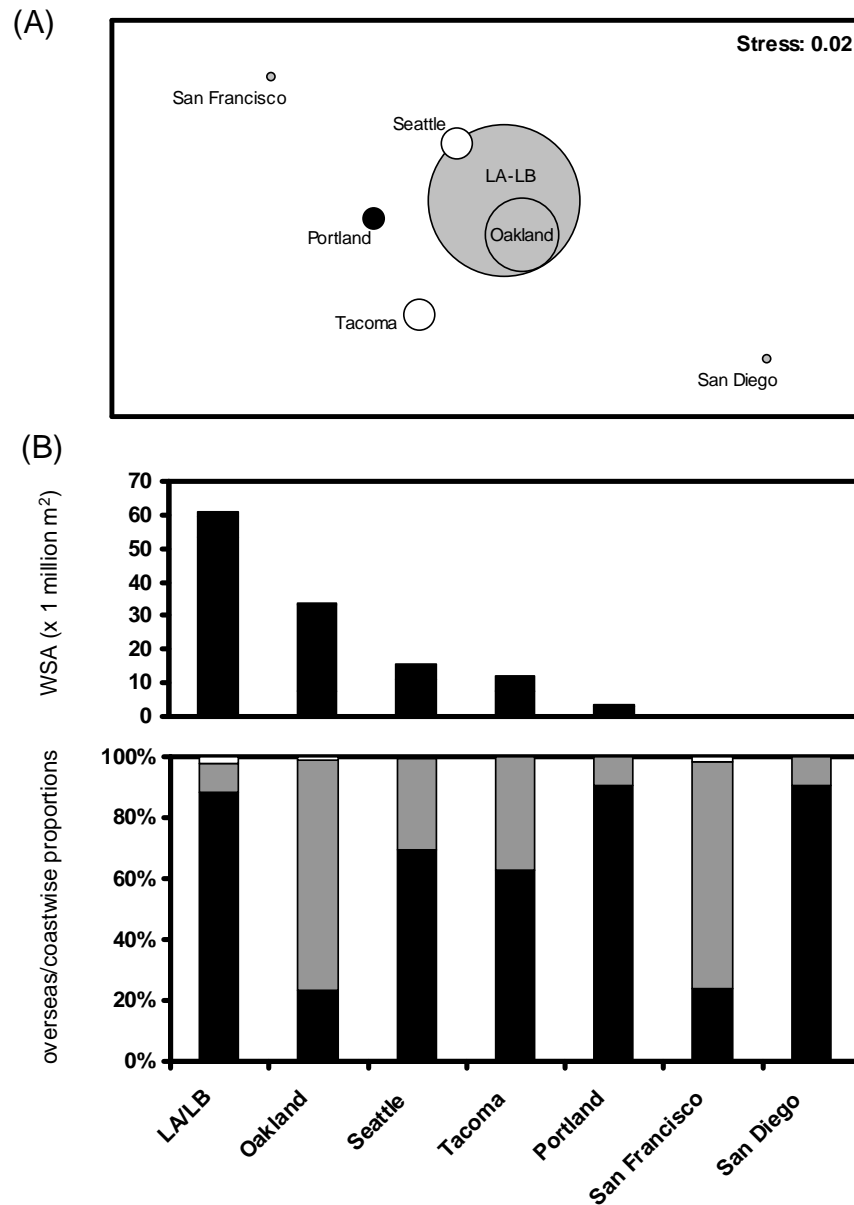 (A)
Stress: 0.02
San Francisco
Seattle
LA-LB
Portland
Oakland
Tacoma
San Diego
(B)
WSA (x 1 million m²)
70
60
50
40
30
20
10
0
overseas/coastwise proportions
100%
80%
60%
40%
20%
0%
LA/LB
Oakland
Seattle
Tacoma
Portland
San Francisco
San Diego